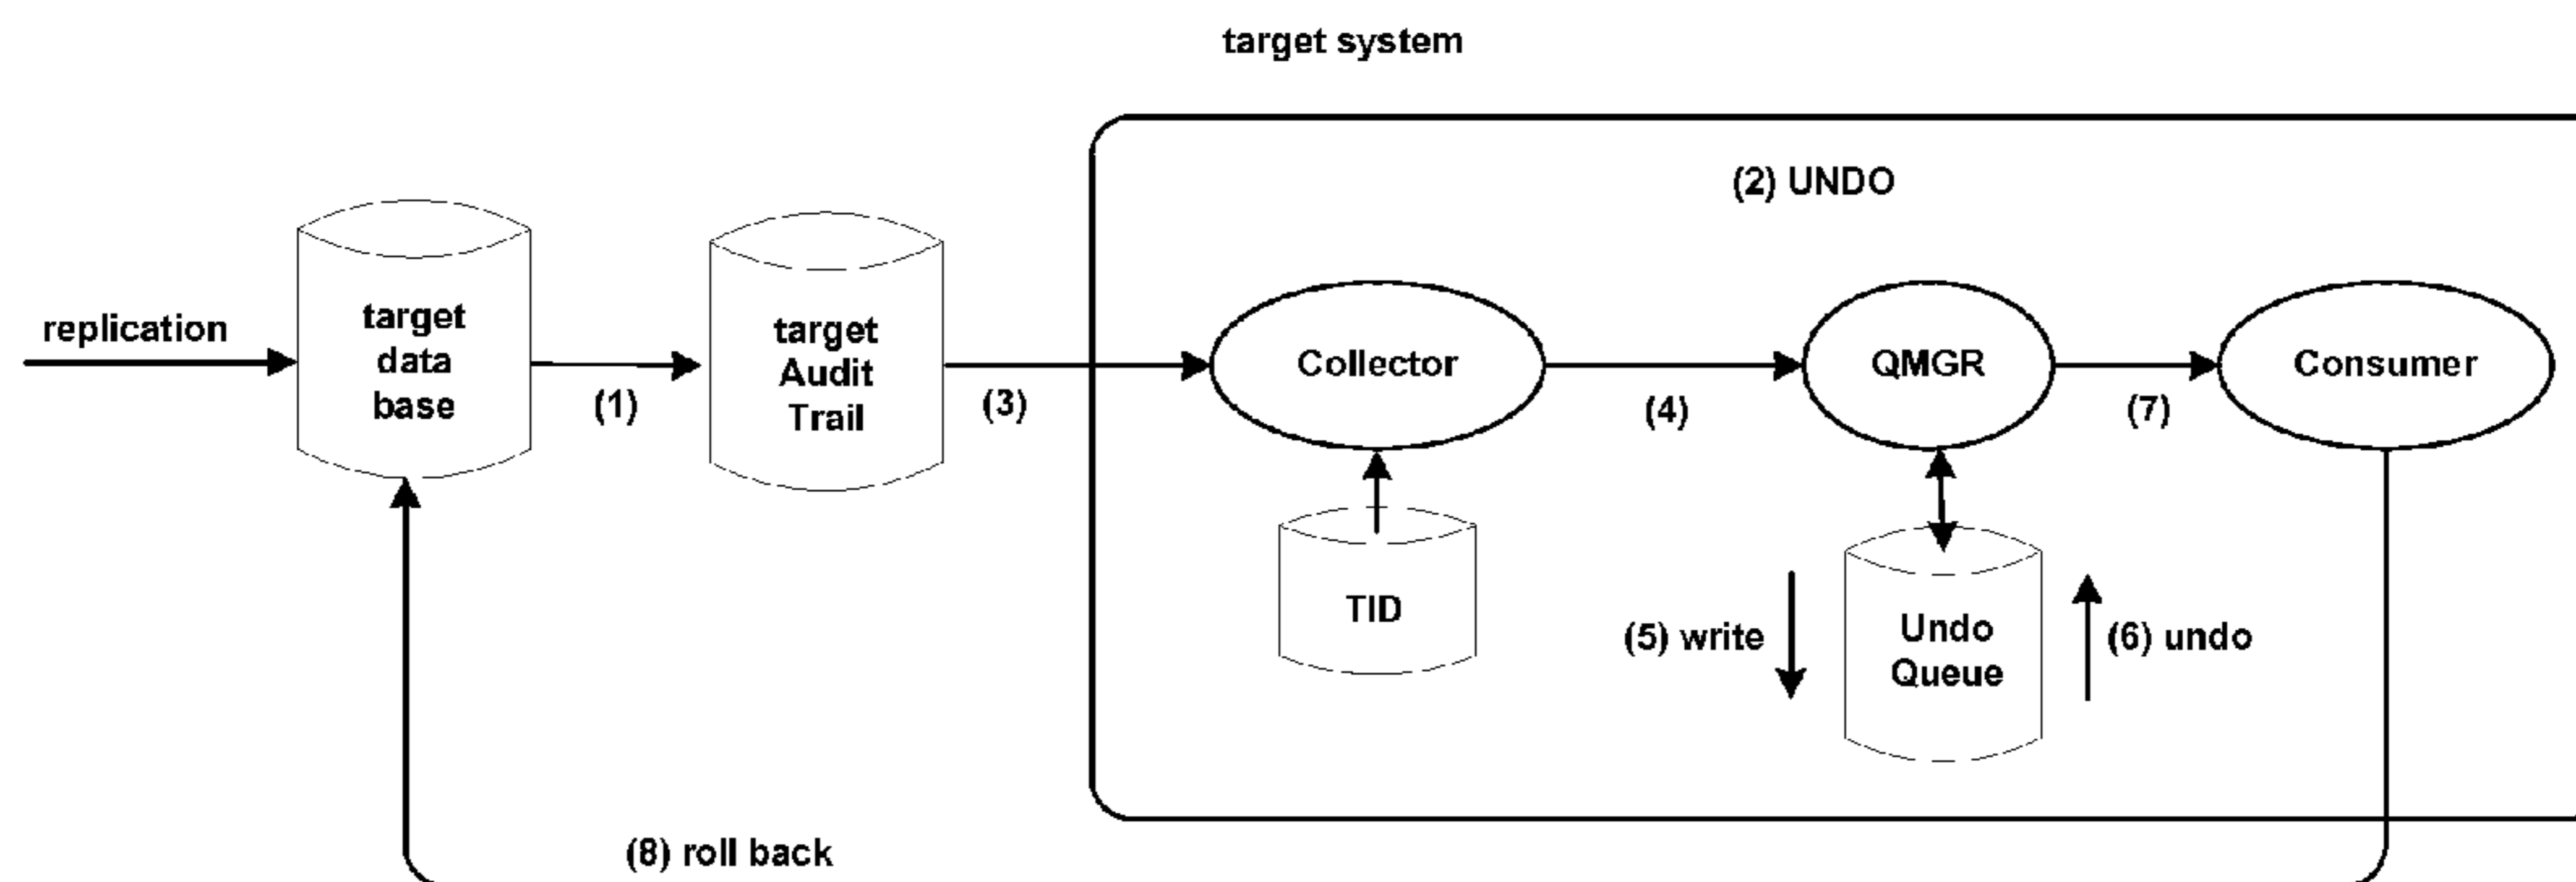 target system
(2) UNDO
replication
target
data
base
(1)
target
Audit
Trail
(3)
Collector
(4)
QMGR
(7)
Consumer
TID
(5) write
Undo
Queue
(6) undo
(8) roll back